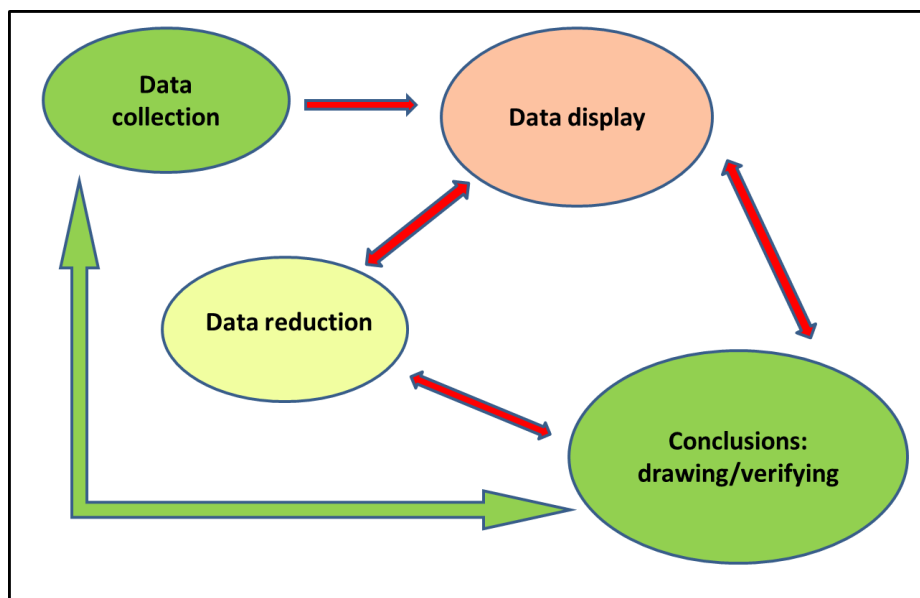 Data
collection
Data display
Data reduction
Conclusions:
drawing/verifying